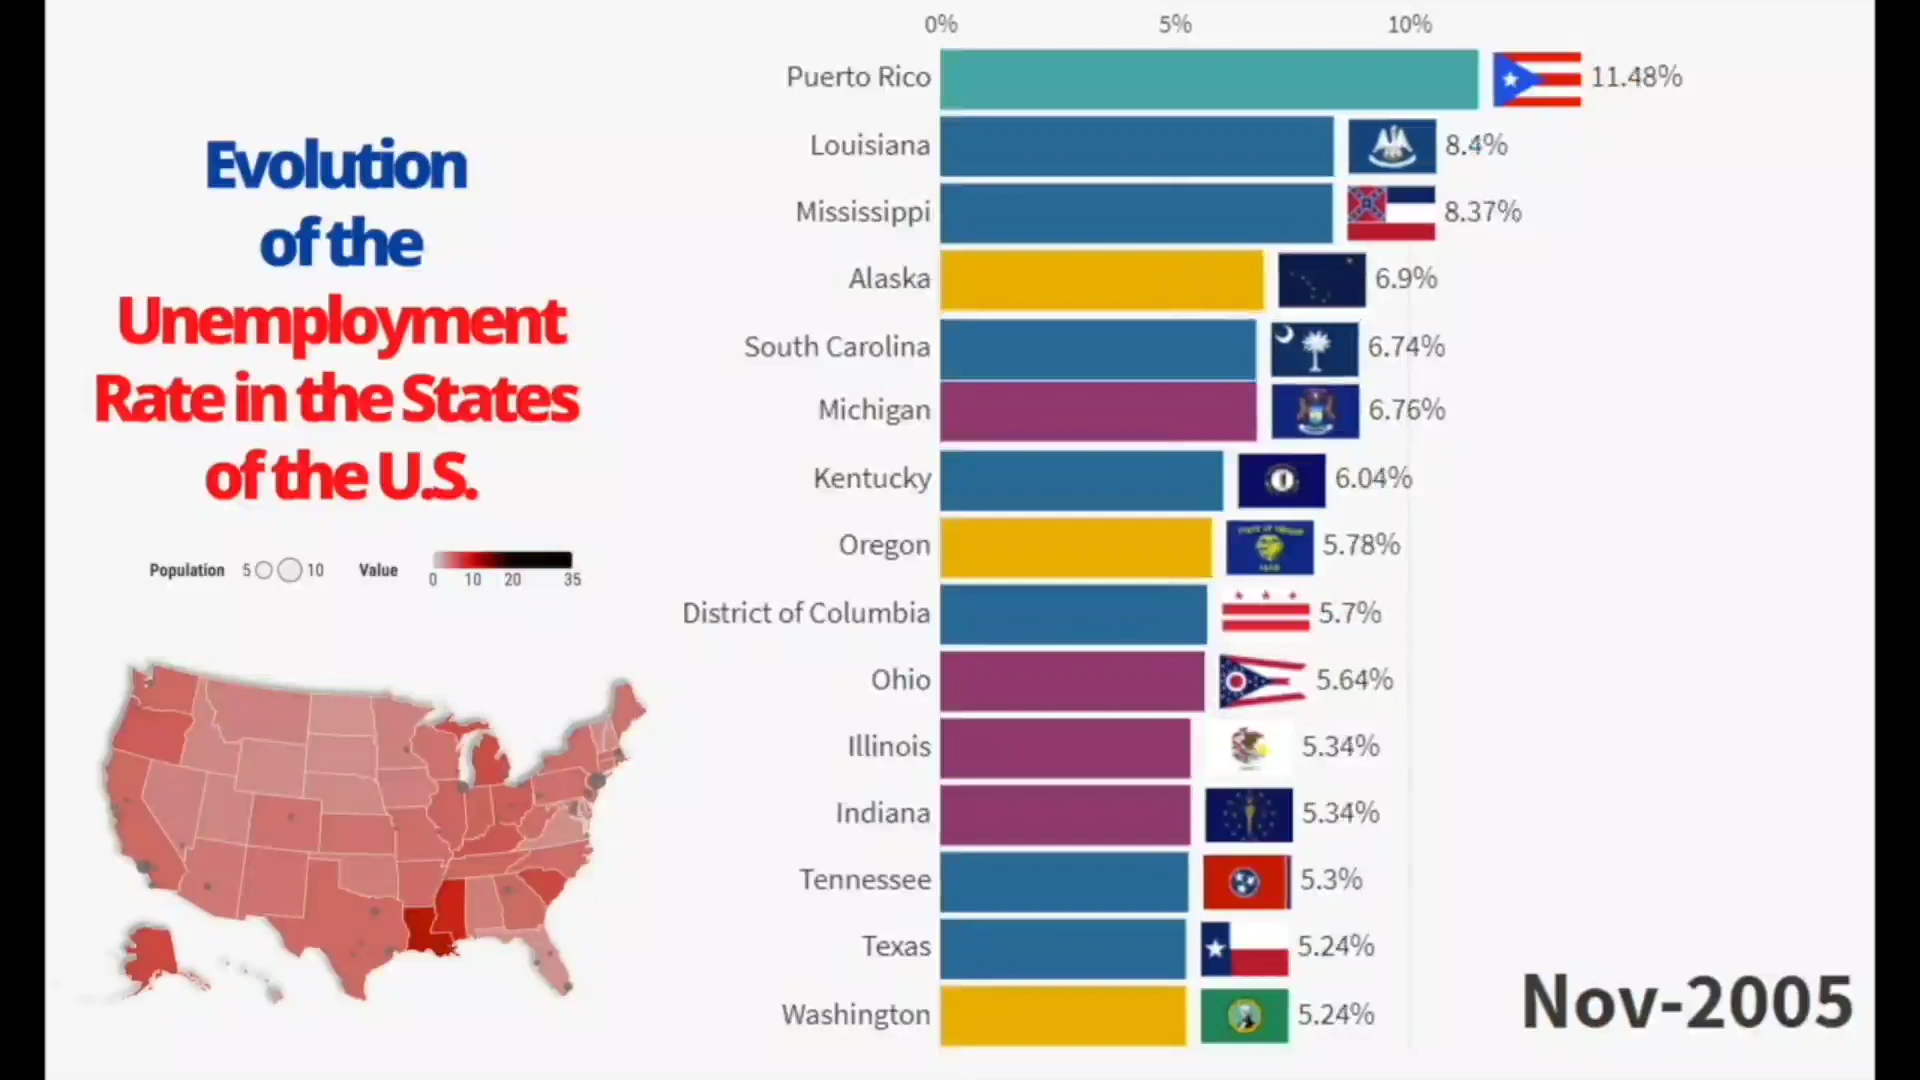 0% 5% 10%
Puerto Rico 11.48%
Louisiana 8.4%
Mississippi 8.37%
Alaska 6.9%
South Carolina 6.74%
Michigan 6.76%
Kentucky 6.04%
Oregon 5.78%
District of Columbia 5.7%
Ohio 5.64%
Illinois 5.34%
Indiana 5.34%
Tennessee 5.3%
Texas 5.24%
Washington 5.24%
Evolution
of the
Unemployment
Rate in the States
of the U.S.
Population 5 10 Value 0 10 20 35
Nov-2005